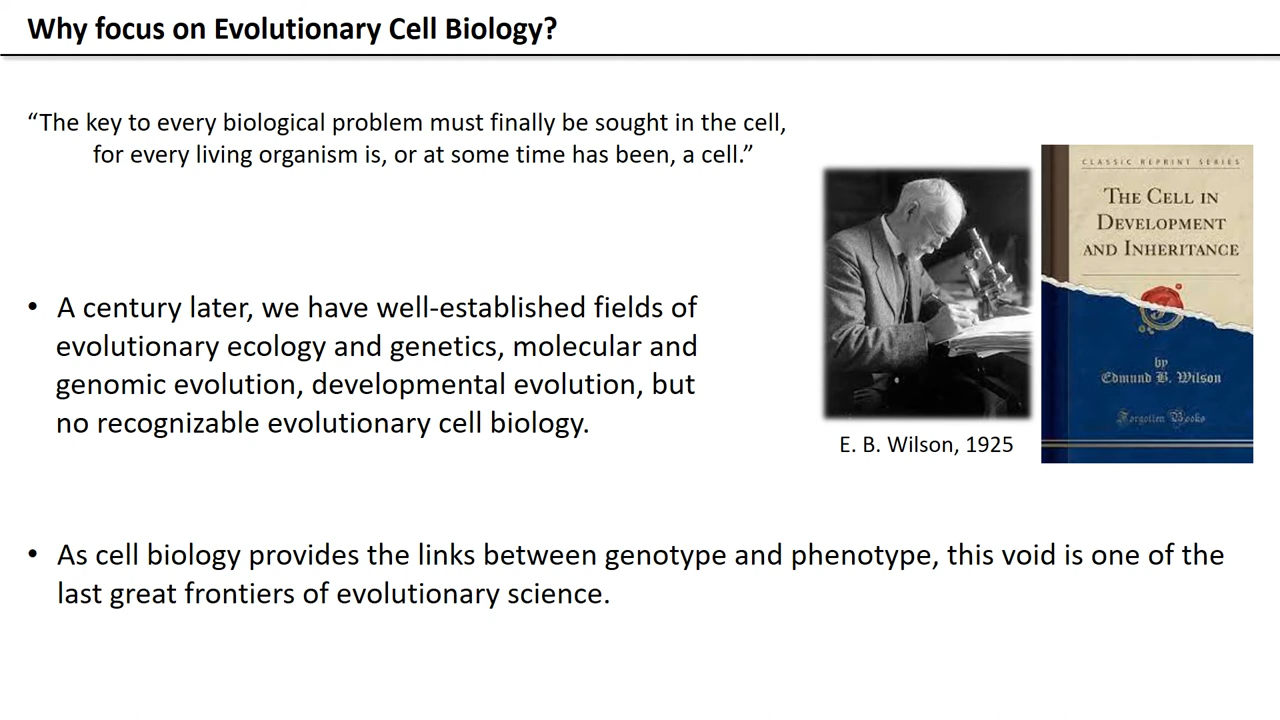 Why focus on Evolutionary Cell Biology?
“The key to every biological problem must finally be sought in the cell,
for every living organism is, or at some time has been, a cell.”
• A century later, we have well-established fields of
evolutionary ecology and genetics, molecular and
genomic evolution, developmental evolution, but
no recognizable evolutionary cell biology.
E. B. Wilson, 1925
CLASSIC REPRINT SERIES
THE CELL IN
DEVELOPMENT
AND INHERITANCE
by
Edmund B. Wilson
Forgotten Books
• As cell biology provides the links between genotype and phenotype, this void is one of the
last great frontiers of evolutionary science.